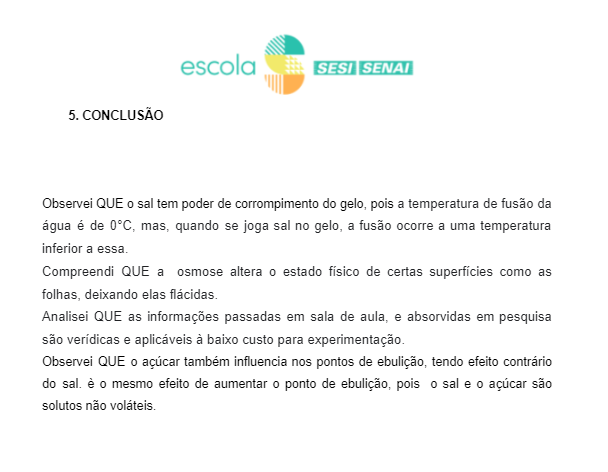 escola SESI SENAI
5. CONCLUSÃO
Observei QUE o sal tem poder de corrompimento do gelo, pois a temperatura de fusão da
água é de 0°C, mas, quando se joga sal no gelo, a fusão ocorre a uma temperatura
inferior a essa.
Compreendi QUE a osmose altera o estado físico de certas superfícies como as
folhas, deixando elas flácidas.
Analisei QUE as informações passadas em sala de aula, e absorvidas em pesquisa
são verídicas e aplicáveis à baixo custo para experimentação.
Observei QUE o açúcar também influencia nos pontos de ebulição, tendo efeito contrário
do sal. è o mesmo efeito de aumentar o ponto de ebulição, pois o sal e o açúcar são
solutos não voláteis.